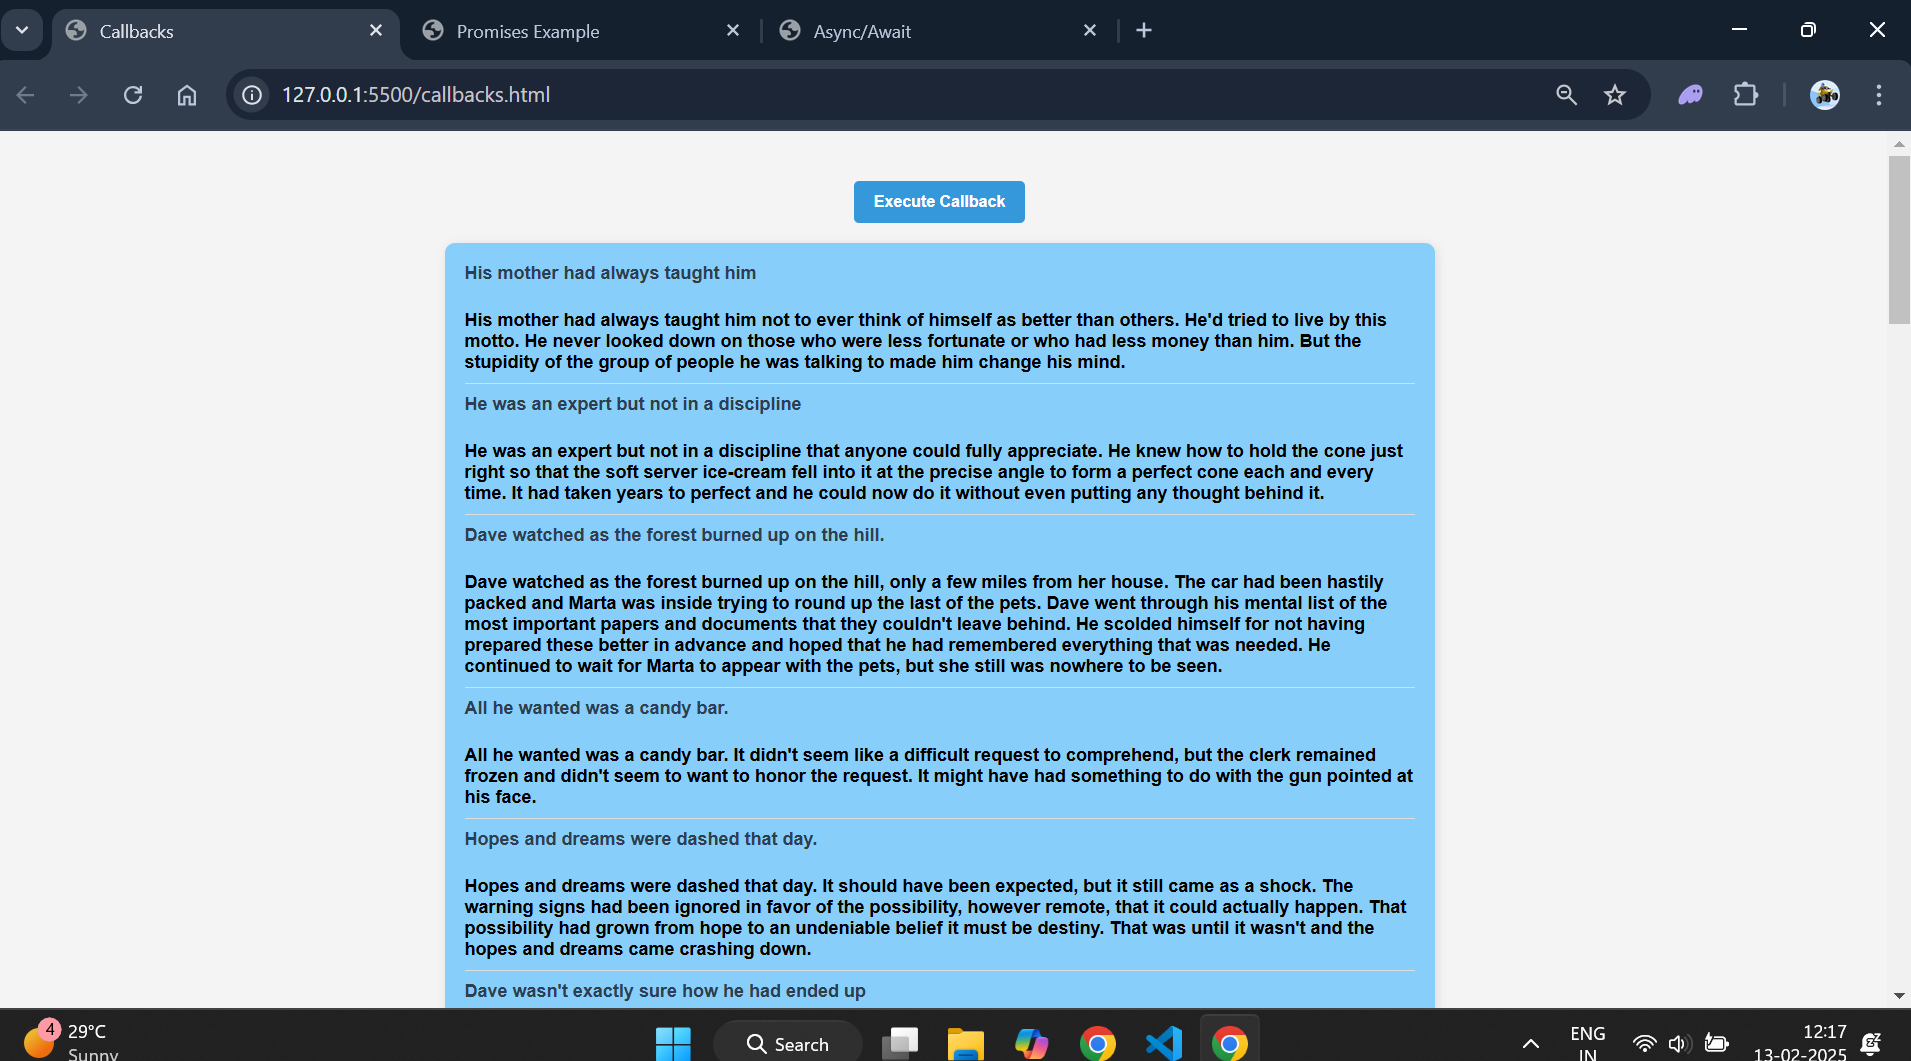 Callbacks
Promises Example
Async/Await
127.0.0.1:5500/callbacks.html
Execute Callback
His mother had always taught him
His mother had always taught him not to ever think of himself as better than others. He'd tried to live by this
motto. He never looked down on those who were less fortunate or who had less money than him. But the
stupidity of the group of people he was talking to made him change his mind.
He was an expert but not in a discipline
He was an expert but not in a discipline that anyone could fully appreciate. He knew how to hold the cone just
right so that the soft server ice-cream fell into it at the precise angle to form a perfect cone each and every
time. It had taken years to perfect and he could now do it without even putting any thought behind it.
Dave watched as the forest burned up on the hill.
Dave watched as the forest burned up on the hill, only a few miles from her house. The car had been hastily
packed and Marta was inside trying to round up the last of the pets. Dave went through his mental list of the
most important papers and documents that they couldn't leave behind. He scolded himself for not having
prepared these better in advance and hoped that he had remembered everything that was needed. He
continued to wait for Marta to appear with the pets, but she still was nowhere to be seen.
All he wanted was a candy bar.
All he wanted was a candy bar. It didn't seem like a difficult request to comprehend, but the clerk remained
frozen and didn't seem to want to honor the request. It might have had something to do with the gun pointed at
his face.
Hopes and dreams were dashed that day.
Hopes and dreams were dashed that day. It should have been expected, but it still came as a shock. The
warning signs had been ignored in favor of the possibility, however remote, that it could actually happen. That
possibility had grown from hope to an undeniable belief it must be destiny. That was until it wasn't and the
hopes and dreams came crashing down.
Dave wasn't exactly sure how he had ended up
4
29°C
Sunny
Search
ENG
IN
12:17
13-02-2025